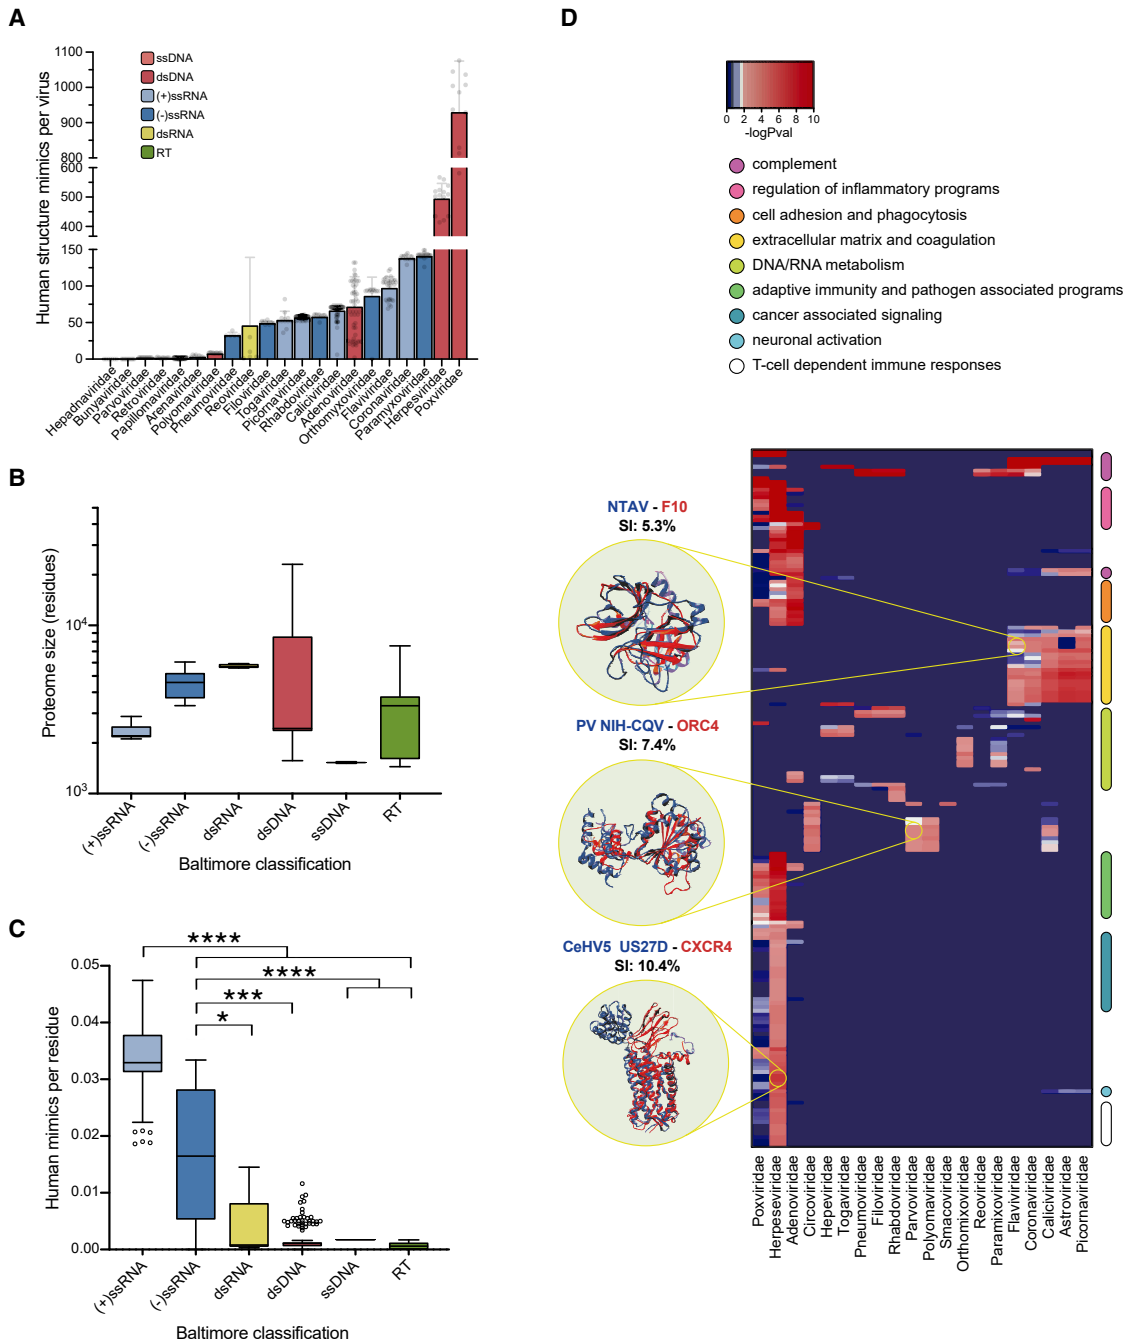 A
Human structure mimics per virus
1100
1000
900
800
600
500
400
150
100
50
0
ssDNA
dsDNA
(+)ssRNA
(-)ssRNA
dsRNA
RT
Hepadnaviridae
Bunyaviridae
Parvoviridae
Retroviridae
Papillomaviridae
Arenaviridae
Polyomaviridae
Pneumoviridae
Reoviridae
Filoviridae
Togaviridae
Picornaviridae
Rhabdoviridae
Caliciviridae
Adenoviridae
Orthomyxoviridae
Flaviviridae
Coronaviridae
Paramyxoviridae
Herpesviridae
Poxviridae
B
Proteome size (residues)
10⁴
10³
(+)ssRNA
(-)ssRNA
dsRNA
dsDNA
ssDNA
RT
Baltimore classification
C
Human mimics per residue
0.05
0.04
0.03
0.02
0.01
0.00
****
****
***
*
(+)ssRNA
(-)ssRNA
dsRNA
dsDNA
ssDNA
RT
Baltimore classification
D
0 2 4 6 8 10
-logPval
complement
regulation of inflammatory programs
cell adhesion and phagocytosis
extracellular matrix and coagulation
DNA/RNA metabolism
adaptive immunity and pathogen associated programs
cancer associated signaling
neuronal activation
T-cell dependent immune responses
NTAV - F10
SI: 5.3%
PV NIH-CQV - ORC4
SI: 7.4%
CeHV5 US27D - CXCR4
SI: 10.4%
Poxviridae
Herpeseviridae
Adenoviridae
Circoviridae
Hepeviridae
Togaviridae
Pneumoviridae
Filoviridae
Rhabdoviridae
Parvoviridae
Polyomaviridae
Smacoviridae
Orthomixoviridae
Reoviridae
Paramixoviridae
Flaviviridae
Coronaviridae
Caliciviridae
Astroviridae
Picornaviridae